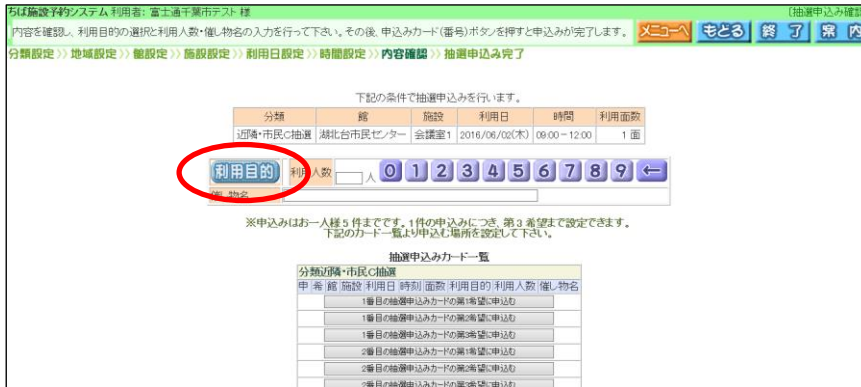 ちば施設予約システム 利用者: 富士通千葉市テスト 様
[抽選申込み確認
内容を確認し、利用目的の選択と利用人数・催し物名の入力を行って下さい。その後、申込みカード(番号)ボタンを押すと申込みが完了します。
メニューへ もどる 終 了 案 内
分類設定 〉〉 地域設定 〉〉 館設定 〉〉 施設設定 〉〉 利用日設定 〉〉 時間設定 〉〉 内容確認 〉〉 抽選申込み完了
下記の条件で抽選申込みを行います。
分類 館 施設 利用日 時間 利用面数
近隣・市民C抽選 湖北台市民センター 会議室1 2016/06/02(木) 09:00－12:00 1 面
利用目的 利用人数 人 0 1 2 3 4 5 6 7 8 9 ←
催し物名
※申込みはお一人様５件までです。1件の申込みにつき、第３希望まで設定できます。
下記のカード一覧より申込む場所を設定して下さい。
抽選申込みカード一覧
分類近隣・市民C抽選
申 希 館 施設 利用日 時刻 面数 利用目的 利用人数 催し物名
1番目の抽選申込みカードの第1希望に申込む
1番目の抽選申込みカードの第2希望に申込む
1番目の抽選申込みカードの第3希望に申込む
2番目の抽選申込みカードの第1希望に申込む
2番目の抽選申込みカードの第2希望に申込む
2番目の抽選申込みカードの第3希望に申込む